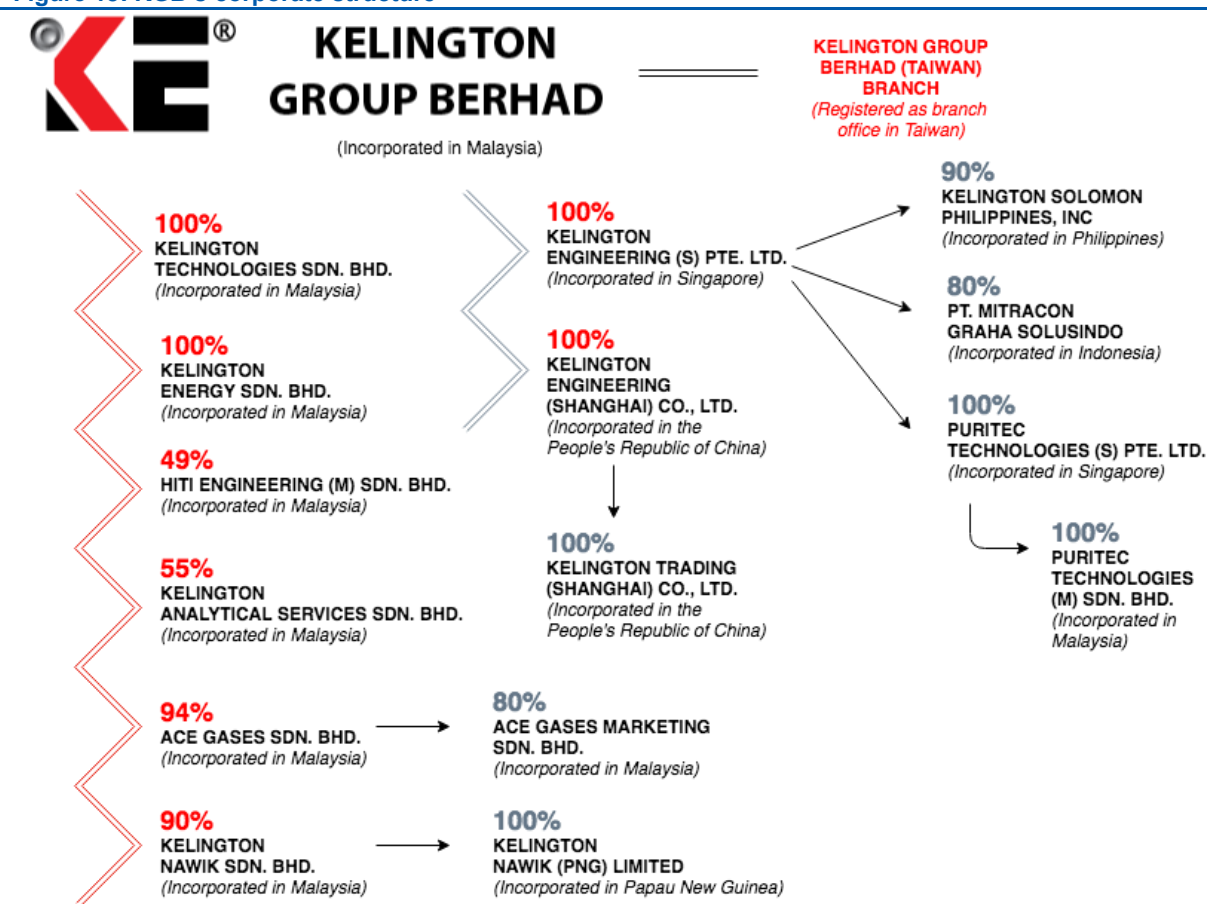 KE®
KELINGTON
GROUP BERHAD
(Incorporated in Malaysia)
KELINGTON GROUP
BERHAD (TAIWAN)
BRANCH
(Registered as branch
office in Taiwan)
100%
KELINGTON
TECHNOLOGIES SDN. BHD.
(Incorporated in Malaysia)
100%
KELINGTON
ENERGY SDN. BHD.
(Incorporated in Malaysia)
49%
HITI ENGINEERING (M) SDN. BHD.
(Incorporated in Malaysia)
55%
KELINGTON
ANALYTICAL SERVICES SDN. BHD.
(Incorporated in Malaysia)
94%
ACE GASES SDN. BHD.
(Incorporated in Malaysia)
80%
ACE GASES MARKETING
SDN. BHD.
(Incorporated in Malaysia)
90%
KELINGTON
NAWIK SDN. BHD.
(Incorporated in Malaysia)
100%
KELINGTON
NAWIK (PNG) LIMITED
(Incorporated in Papau New Guinea)
100%
KELINGTON
ENGINEERING (S) PTE. LTD.
(Incorporated in Singapore)
100%
KELINGTON
ENGINEERING
(SHANGHAI) CO., LTD.
(Incorporated in the
People's Republic of China)
100%
KELINGTON TRADING
(SHANGHAI) CO., LTD.
(Incorporated in the
People's Republic of China)
90%
KELINGTON SOLOMON
PHILIPPINES, INC
(Incorporated in Philippines)
80%
PT. MITRACON
GRAHA SOLUSINDO
(Incorporated in Indonesia)
100%
PURITEC
TECHNOLOGIES (S) PTE. LTD.
(Incorporated in Singapore)
100%
PURITEC
TECHNOLOGIES
(M) SDN. BHD.
(Incorporated in
Malaysia)